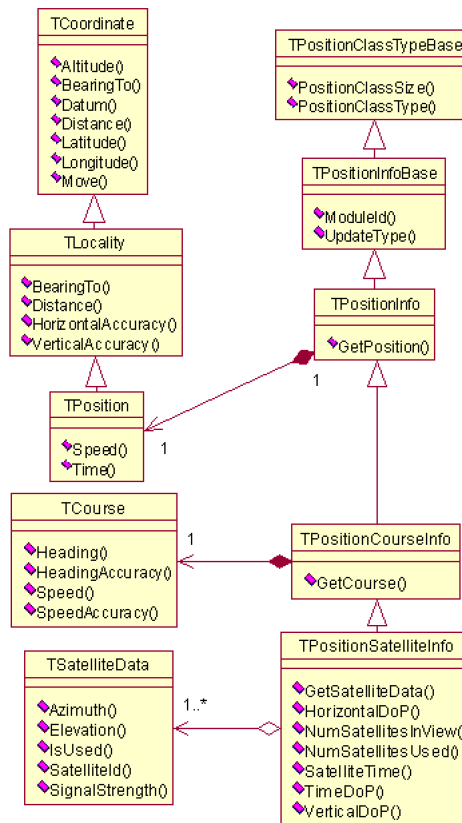 TCoordinate
Altitude()
BearingTo()
Datum()
Distance()
Latitude()
Longitude()
Move()
TLocality
BearingTo()
Distance()
HorizontalAccuracy()
VerticalAccuracy()
TPosition
Speed()
Time()
TCourse
Heading()
HeadingAccuracy()
Speed()
SpeedAccuracy()
TSatelliteData
Azimuth()
Elevation()
IsUsed()
SatelliteId()
SignalStrength()
1
1
1
1..*
TPositionClassTypeBase
PositionClassSize()
PositionClassType()
TPositionInfoBase
ModuleId()
UpdateType()
TPositionInfo
GetPosition()
TPositionCourseInfo
GetCourse()
TPositionSatelliteInfo
GetSatelliteData()
HorizontalDoP()
NumSatellitesInView()
NumSatellitesUsed()
SatelliteTime()
TimeDoP()
VerticalDoP()